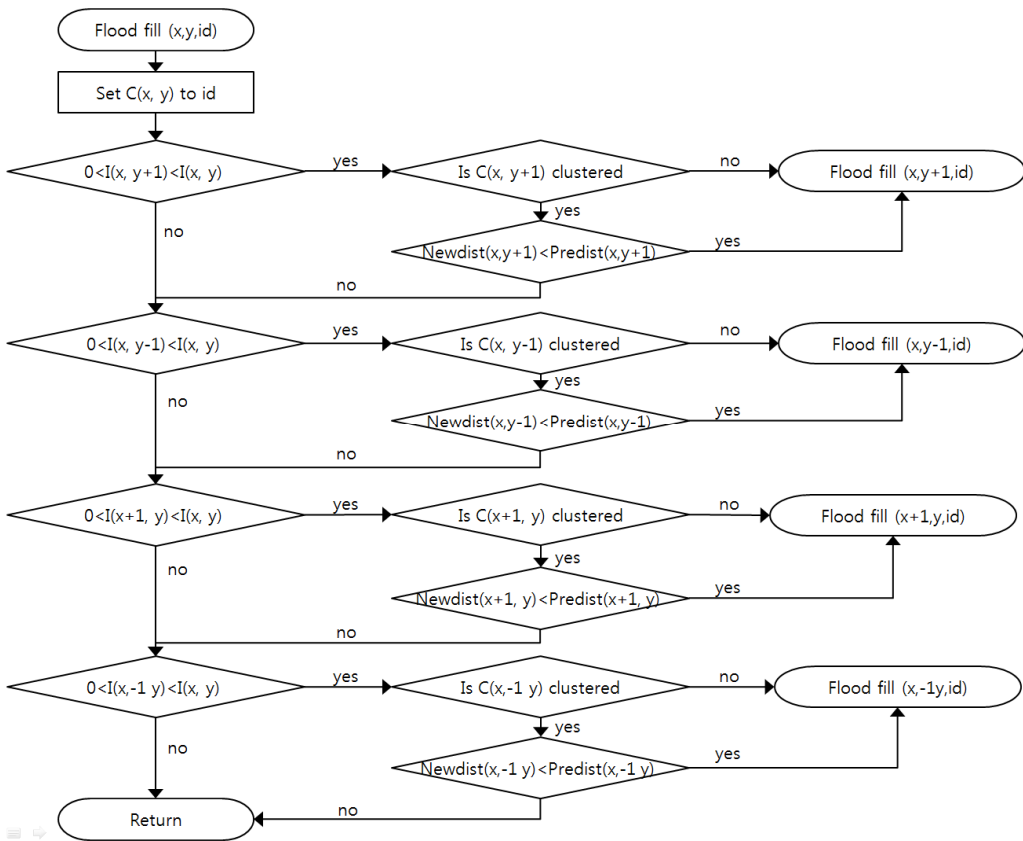 Flood fill (x,y,id)
Set C(x, y) to id
0<I(x, y+1)<I(x, y)
yes
Is C(x, y+1) clustered
no
Flood fill (x,y+1,id)
yes
no
Newdist(x,y+1)<Predist(x,y+1)
yes
no
0<I(x, y-1)<I(x, y)
yes
Is C(x, y-1) clustered
no
Flood fill (x,y-1,id)
yes
no
Newdist(x,y-1)<Predist(x,y-1)
yes
no
0<I(x+1, y)<I(x, y)
yes
Is C(x+1, y) clustered
no
Flood fill (x+1,y,id)
yes
no
Newdist(x+1, y)<Predist(x+1, y)
yes
no
0<I(x,-1 y)<I(x, y)
yes
Is C(x,-1 y) clustered
no
Flood fill (x,-1y,id)
yes
no
Newdist(x,-1 y)<Predist(x,-1 y)
yes
no
Return